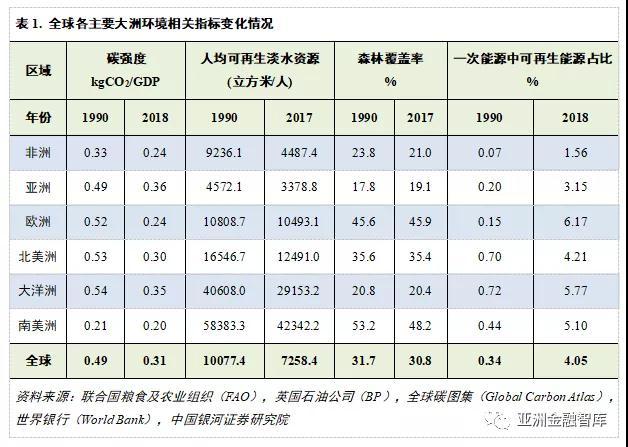 表 1. 全球各主要大洲环境相关指标变化情况
区域 碳强度 kgCO2/GDP 人均可再生淡水资源 (立方米/人) 森林覆盖率 % 一次能源中可再生能源占比 %
年份 1990 2018 1990 2017 1990 2017 1990 2018
非洲 0.33 0.24 9236.1 4487.4 23.8 21.0 0.07 1.56
亚洲 0.49 0.36 4572.1 3378.8 17.8 19.1 0.20 3.15
欧洲 0.52 0.24 10808.7 10493.1 45.6 45.9 0.15 6.17
北美洲 0.53 0.30 16546.7 12491.0 35.6 35.4 0.70 4.21
大洋洲 0.54 0.35 40608.0 29153.2 20.8 20.4 0.72 5.77
南美洲 0.21 0.20 58383.3 42342.2 53.2 48.2 0.44 5.10
全球 0.49 0.31 10077.4 7258.4 31.7 30.8 0.34 4.05
资料来源：联合国粮食及农业组织（FAO），英国石油公司（BP），全球碳图集（Global Carbon Atlas），
世界银行（World Bank），中国银河证券研究院
亚洲金融智库